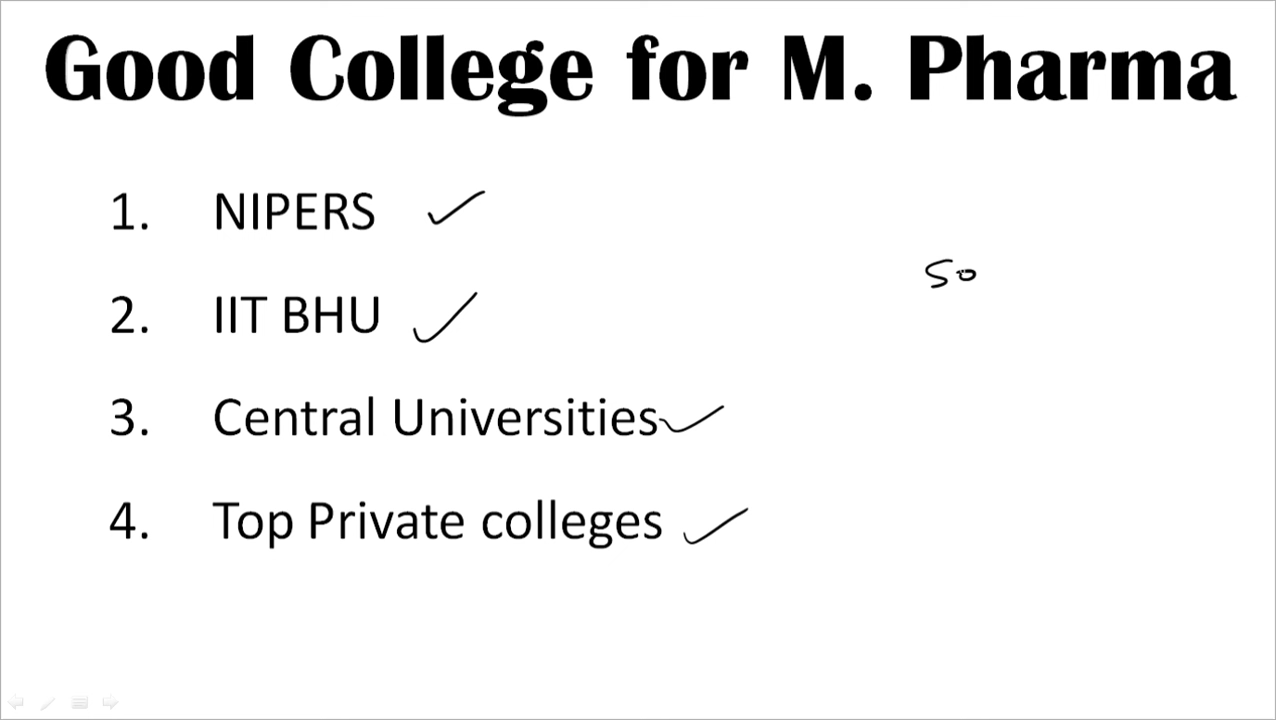 Good College for M. Pharma
1. NIPERS
50
2. IIT BHU
3. Central Universities
4. Top Private colleges